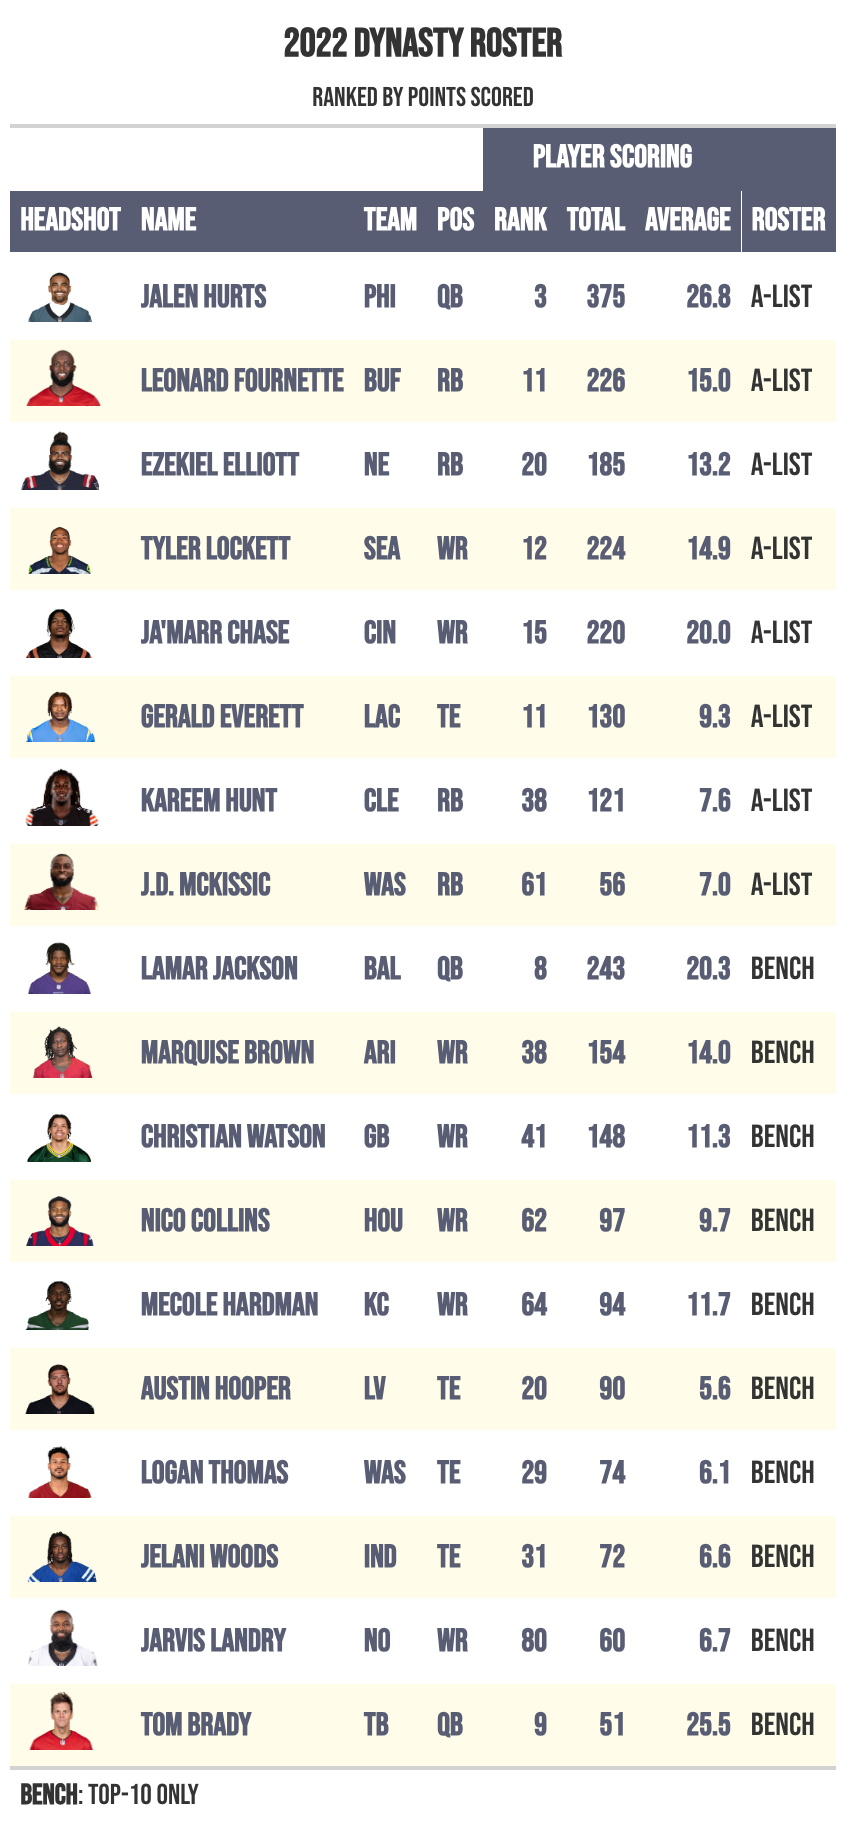 2022 DYNASTY ROSTER
RANKED BY POINTS SCORED
PLAYER SCORING
HEADSHOT NAME TEAM POS RANK TOTAL AVERAGE ROSTER
JALEN HURTS PHI QB 3 375 26.8 A-LIST
LEONARD FOURNETTE BUF RB 11 226 15.0 A-LIST
EZEKIEL ELLIOTT NE RB 20 185 13.2 A-LIST
TYLER LOCKETT SEA WR 12 224 14.9 A-LIST
JA'MARR CHASE CIN WR 15 220 20.0 A-LIST
GERALD EVERETT LAC TE 11 130 9.3 A-LIST
KAREEM HUNT CLE RB 38 121 7.6 A-LIST
J.D. MCKISSIC WAS RB 61 56 7.0 A-LIST
LAMAR JACKSON BAL QB 8 243 20.3 BENCH
MARQUISE BROWN ARI WR 38 154 14.0 BENCH
CHRISTIAN WATSON GB WR 41 148 11.3 BENCH
NICO COLLINS HOU WR 62 97 9.7 BENCH
MECOLE HARDMAN KC WR 64 94 11.7 BENCH
AUSTIN HOOPER LV TE 20 90 5.6 BENCH
LOGAN THOMAS WAS TE 29 74 6.1 BENCH
JELANI WOODS IND TE 31 72 6.6 BENCH
JARVIS LANDRY NO WR 80 60 6.7 BENCH
TOM BRADY TB QB 9 51 25.5 BENCH
BENCH: TOP-10 ONLY